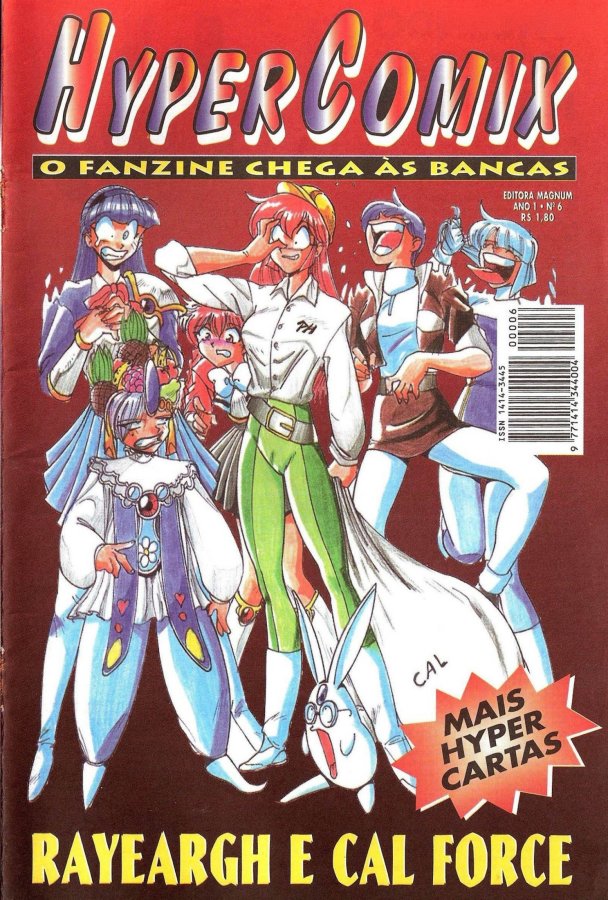 HYPERCOMIX
O FANZINE CHEGA ÀS BANCAS
EDITORA MAGNUM
ANO 1 • Nº 6
R$ 1,80
00006
ISSN 1414-3445
9 771414 344004
PH
CAL
MAIS
HYPER
CARTAS
RAYEARGH E CAL FORCE